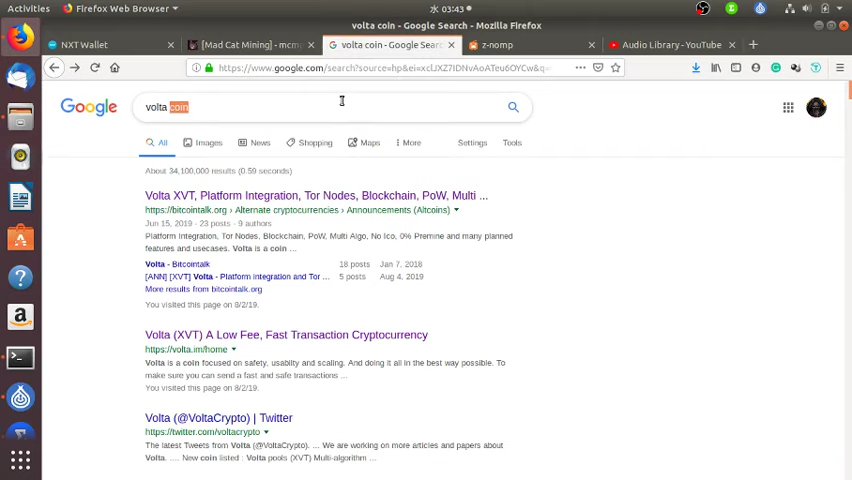 Activities
Firefox Web Browser
水 03:43
volta coin - Google Search - Mozilla Firefox
NXT Wallet
[Mad Cat Mining] - mcmp
volta coin - Google Searc
z-nomp
Audio Library - YouTube
https://www.google.com/search?source=hp&ei=xclJXZ7IDNvAoATeu6OYCw&q=
Google
volta coin
All
Images
News
Shopping
Maps
More
Settings
Tools
About 34,100,000 results (0.59 seconds)
Volta XVT, Platform Integration, Tor Nodes, Blockchain, PoW, Multi ...
https://bitcointalk.org › Alternate cryptocurrencies › Announcements (Altcoins)
Jun 15, 2019 - 23 posts - 9 authors
Platform Integration, Tor Nodes, Blockchain, PoW, Multi Algo, No Ico, 0% Premine and many planned
features and usecases. Volta is a coin ...
Volta - Bitcointalk 18 posts Jan 7, 2018
[ANN] [XVT] Volta - Platform integration and Tor ... 5 posts Aug 4, 2019
More results from bitcointalk.org
You visited this page on 8/2/19.
Volta (XVT) A Low Fee, Fast Transaction Cryptocurrency
https://volta.im/home
Volta is a coin focused on safety, usablity and scaling. And doing it all in the best way possible. To
make sure you can send a fast and safe transactions ...
You visited this page on 8/2/19.
Volta (@VoltaCrypto) | Twitter
https://twitter.com/voltacrypto
The latest Tweets from Volta (@VoltaCrypto). ... We are working on more articles and papers about
Volta. .... New coin listed : Volta pools (XVT) Multi-algorithm ...